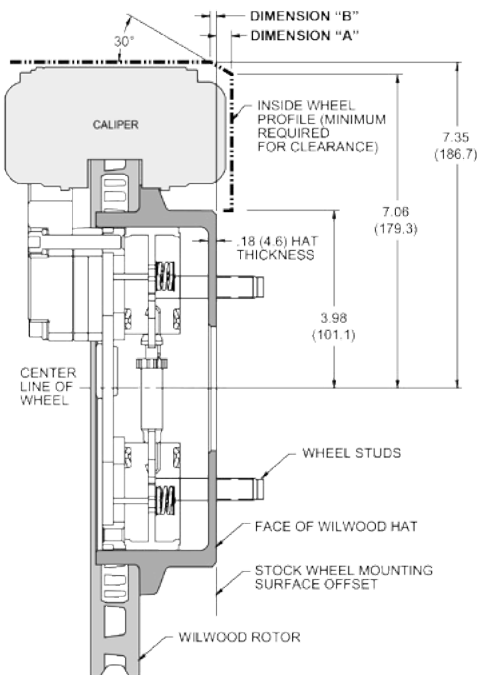 DIMENSION “B”
DIMENSION “A”
30°
CALIPER
INSIDE WHEEL
PROFILE (MINIMUM
REQUIRED
FOR CLEARANCE)
7.35
(186.7)
7.06
(179.3)
.18 (4.6) HAT
THICKNESS
3.98
(101.1)
CENTER
LINE OF
WHEEL
WHEEL STUDS
FACE OF WILWOOD HAT
STOCK WHEEL MOUNTING
SURFACE OFFSET
WILWOOD ROTOR